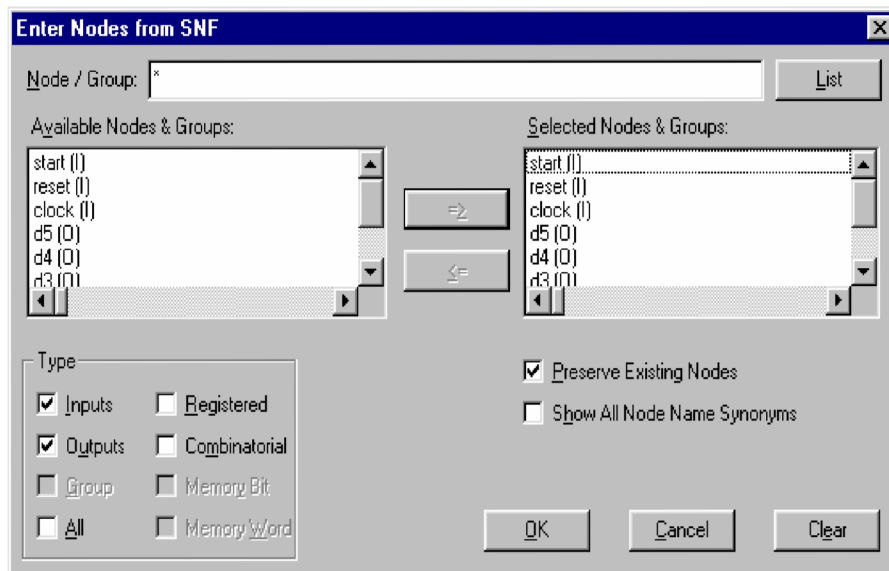 Enter Nodes from SNF
Node / Group: *
List
Available Nodes & Groups:
start (I)
reset (I)
clock (I)
d5 (O)
d4 (O)
d3 (O)
=>
<=
Selected Nodes & Groups:
start (I)
reset (I)
clock (I)
d5 (O)
d4 (O)
d3 (O)
Type
Inputs
Registered
Outputs
Combinatorial
Group
Memory Bit
All
Memory Word
Preserve Existing Nodes
Show All Node Name Synonyms
OK
Cancel
Clear